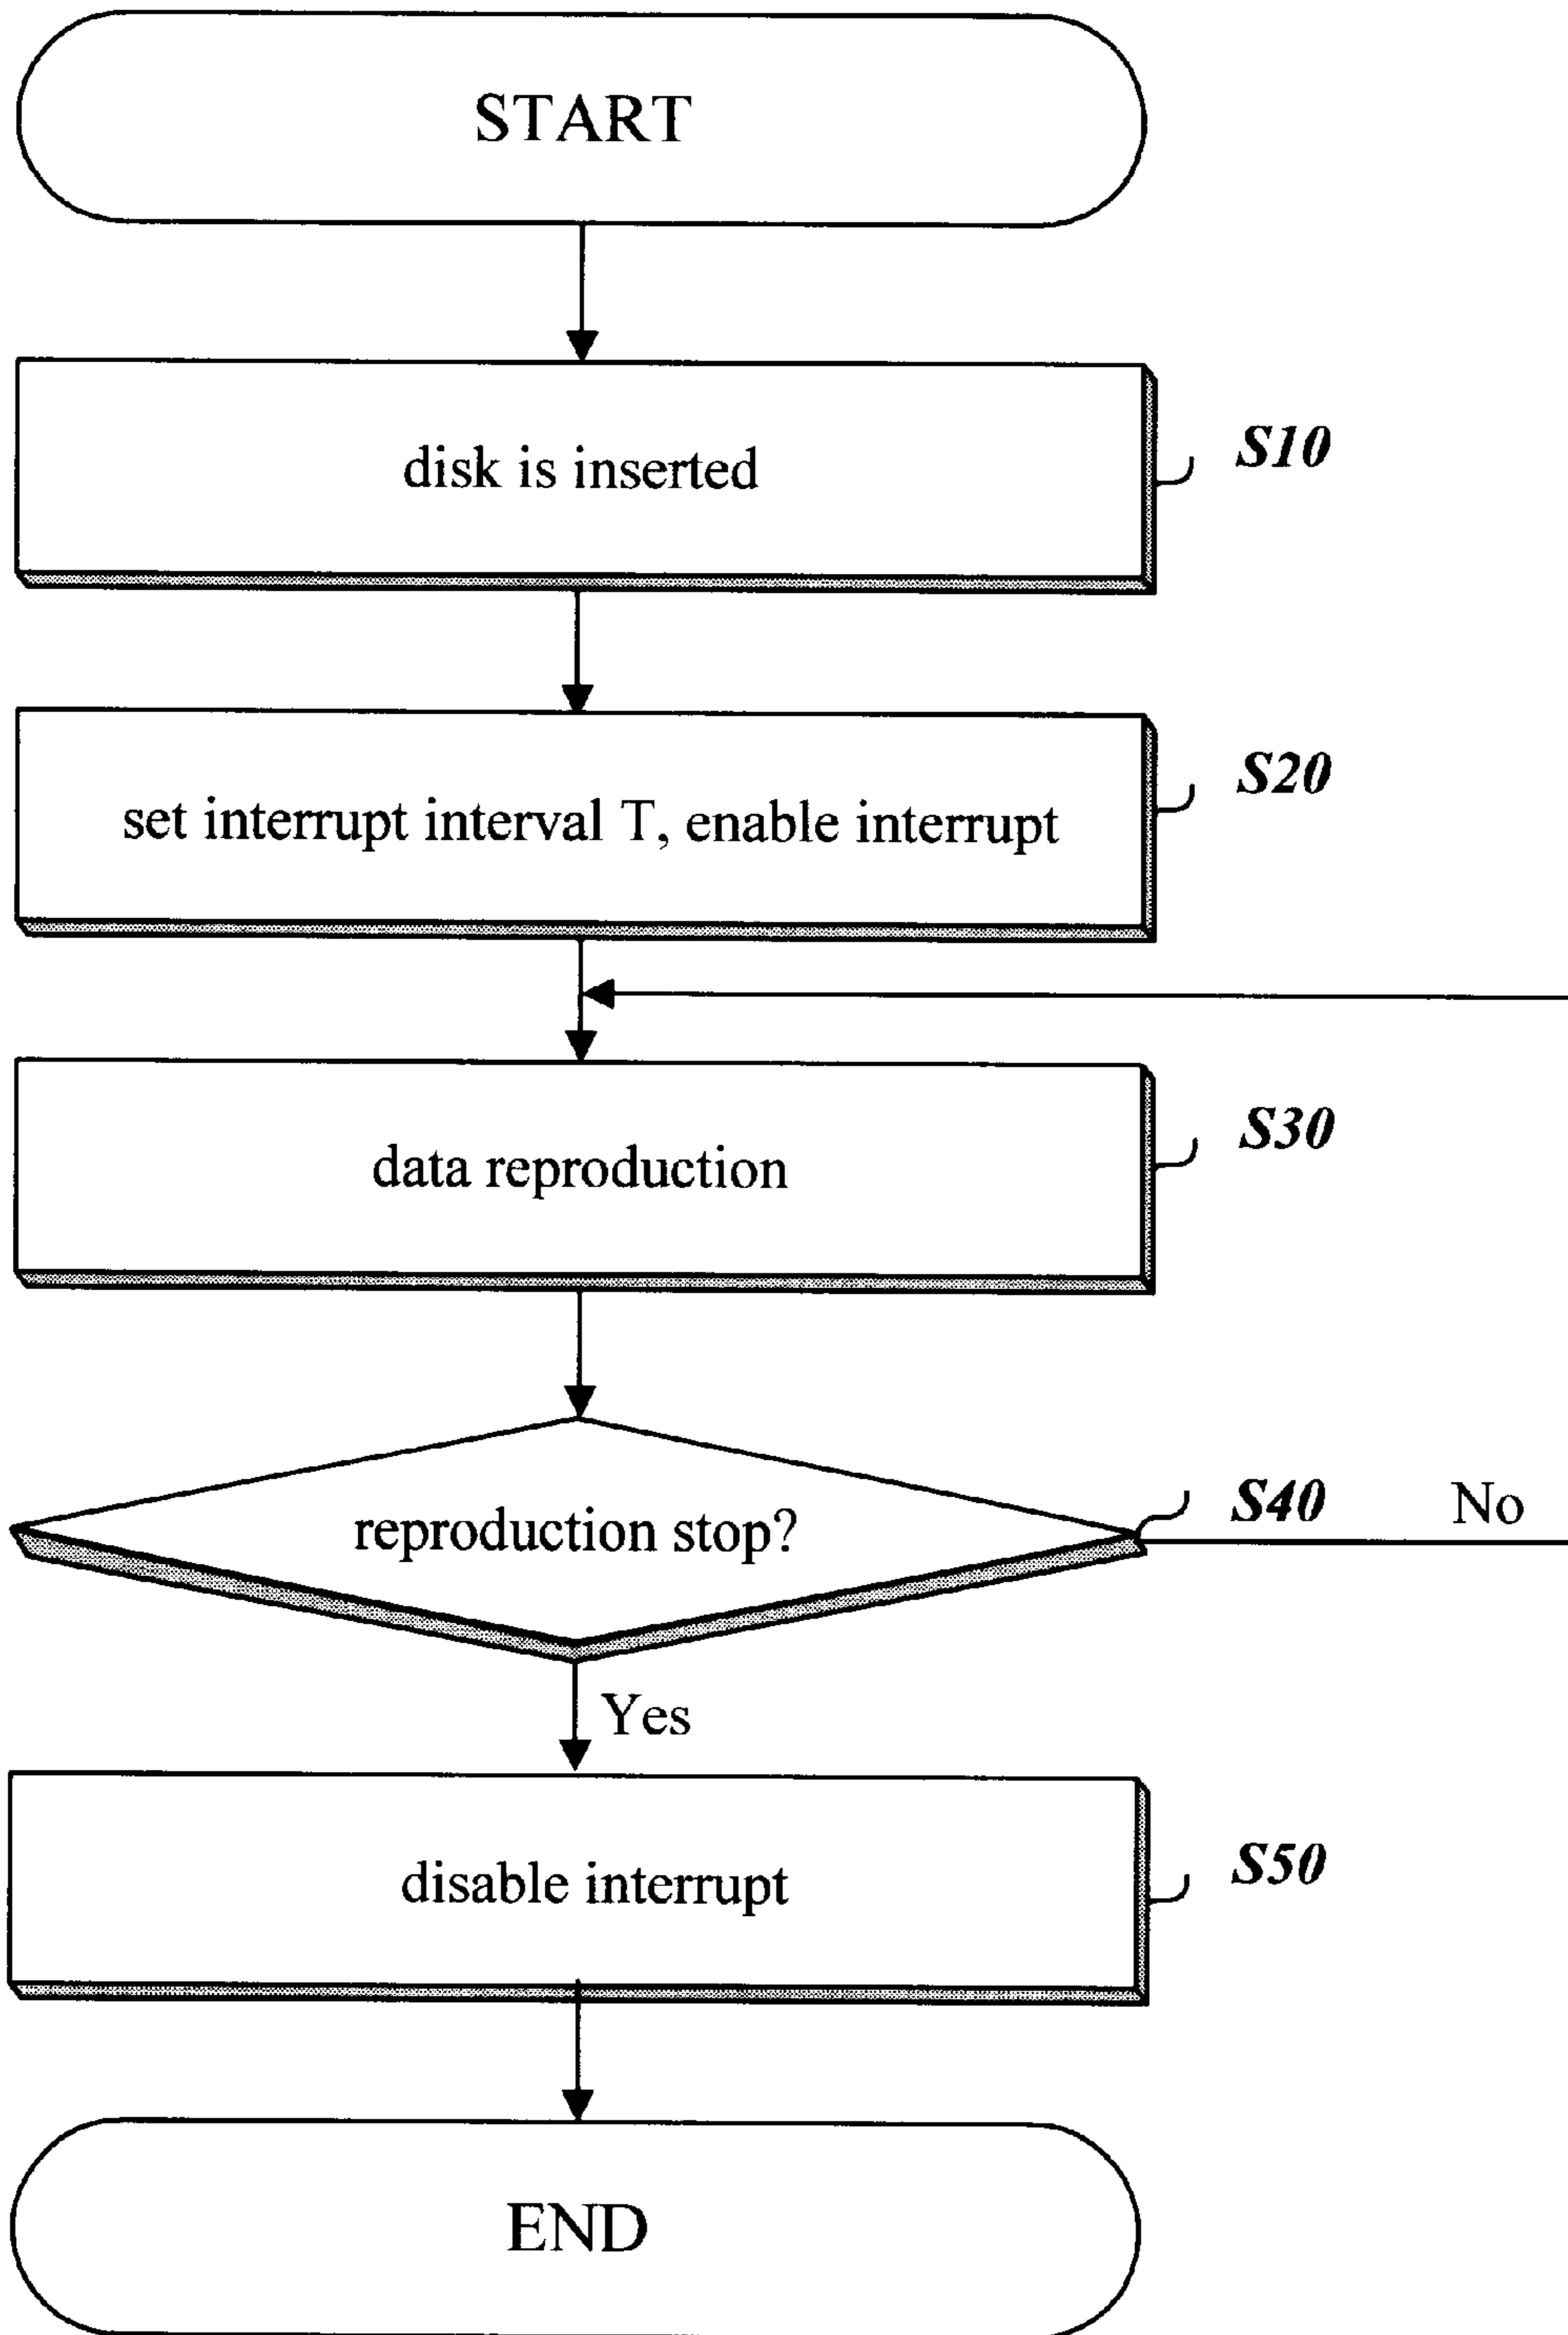 START
disk is inserted
S10
set interrupt interval T, enable interrupt
S20
data reproduction
S30
reproduction stop?
S40
No
Yes
disable interrupt
S50
END